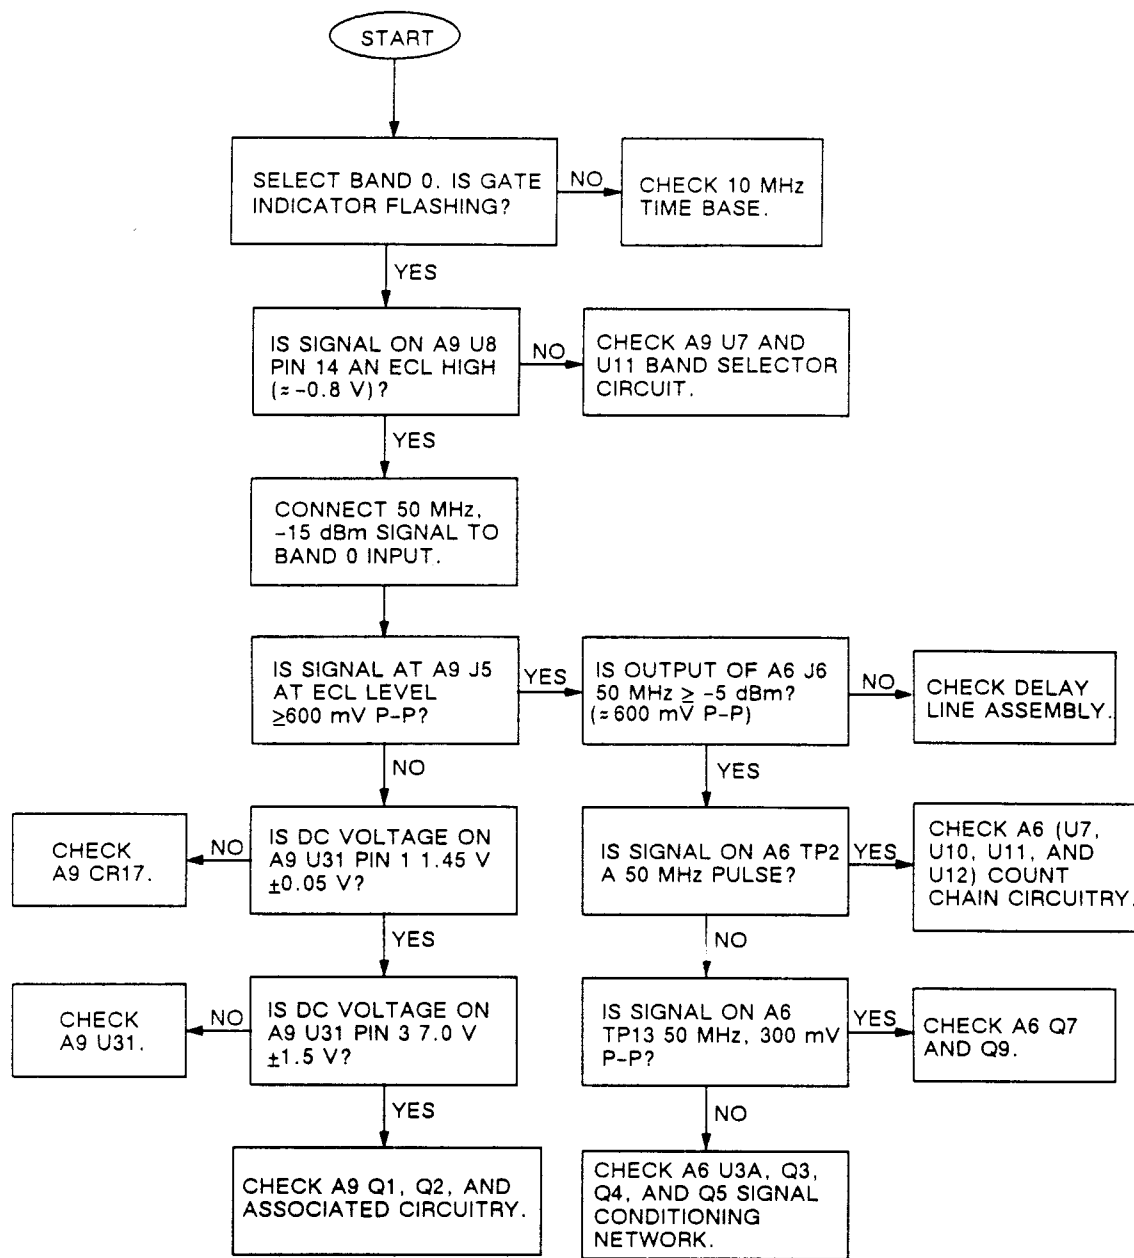 START
SELECT BAND 0. IS GATE
INDICATOR FLASHING?
NO
CHECK 10 MHz
TIME BASE.
YES
IS SIGNAL ON A9 U8
PIN 14 AN ECL HIGH
(≈-0.8 V)?
NO
CHECK A9 U7 AND
U11 BAND SELECTOR
CIRCUIT.
YES
CONNECT 50 MHz,
-15 dBm SIGNAL TO
BAND 0 INPUT.
IS SIGNAL AT A9 J5
AT ECL LEVEL
≥600 mV P-P?
YES
IS OUTPUT OF A6 J6
50 MHz ≥ -5 dBm?
(≈600 mV P-P)
NO
CHECK DELAY
LINE ASSEMBLY.
NO
YES
CHECK
A9 CR17.
NO
IS DC VOLTAGE ON
A9 U31 PIN 1 1.45 V
±0.05 V?
IS SIGNAL ON A6 TP2
A 50 MHz PULSE?
YES
CHECK A6 (U7,
U10, U11, AND
U12) COUNT
CHAIN CIRCUITRY.
YES
NO
CHECK
A9 U31.
NO
IS DC VOLTAGE ON
A9 U31 PIN 3 7.0 V
±1.5 V?
IS SIGNAL ON A6
TP13 50 MHz, 300 mV
P-P?
YES
CHECK A6 Q7
AND Q9.
YES
NO
CHECK A9 Q1, Q2, AND
ASSOCIATED CIRCUITRY.
CHECK A6 U3A, Q3,
Q4, AND Q5 SIGNAL
CONDITIONING
NETWORK.